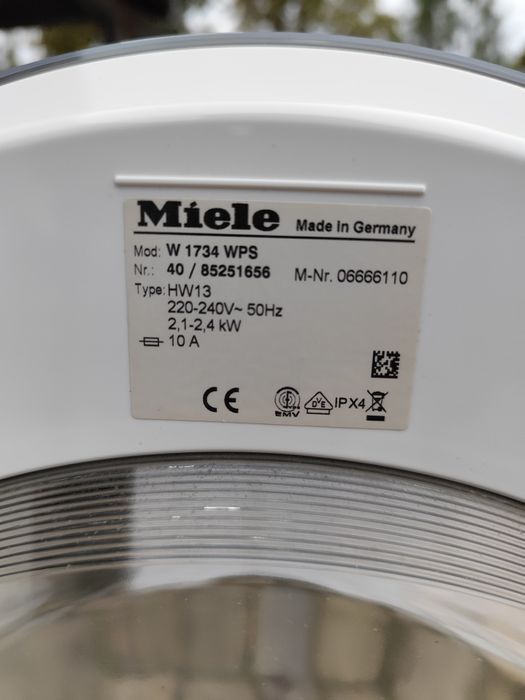 Miele Made in Germany
Mod: W 1734 WPS
Nr.: 40 / 85251656 M-Nr. 06666110
Type: HW13
220-240V~ 50Hz
2,1-2,4 kW
10 A
CE EMV VDE IPX4